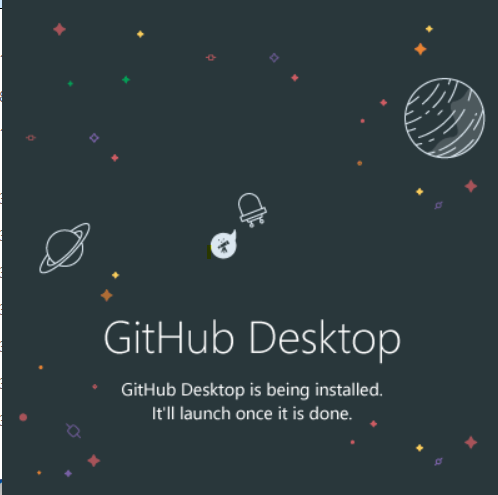 GitHub Desktop
GitHub Desktop is being installed.
It'll launch once it is done.